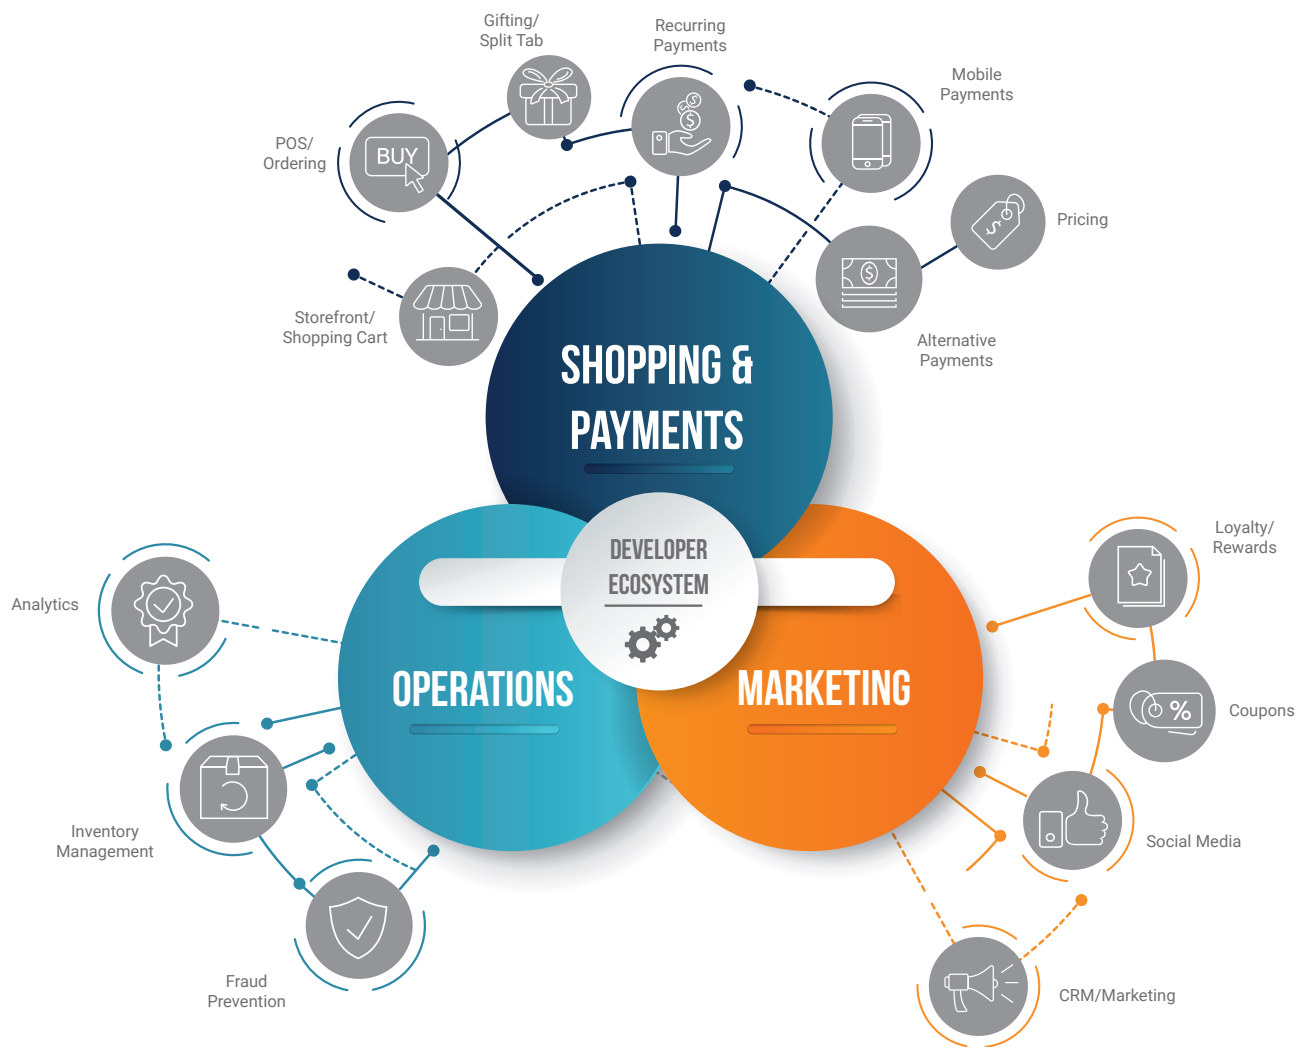 Gifting/
Split Tab
Recurring
Payments
Mobile
Payments
POS/
Ordering
BUY
Pricing
$
$
$
$
Storefront/
Shopping Cart
Alternative
Payments
SHOPPING &
PAYMENTS
DEVELOPER
ECOSYSTEM
OPERATIONS
MARKETING
Analytics
Inventory
Management
Fraud
Prevention
Loyalty/
Rewards
%
Coupons
Social Media
CRM/Marketing